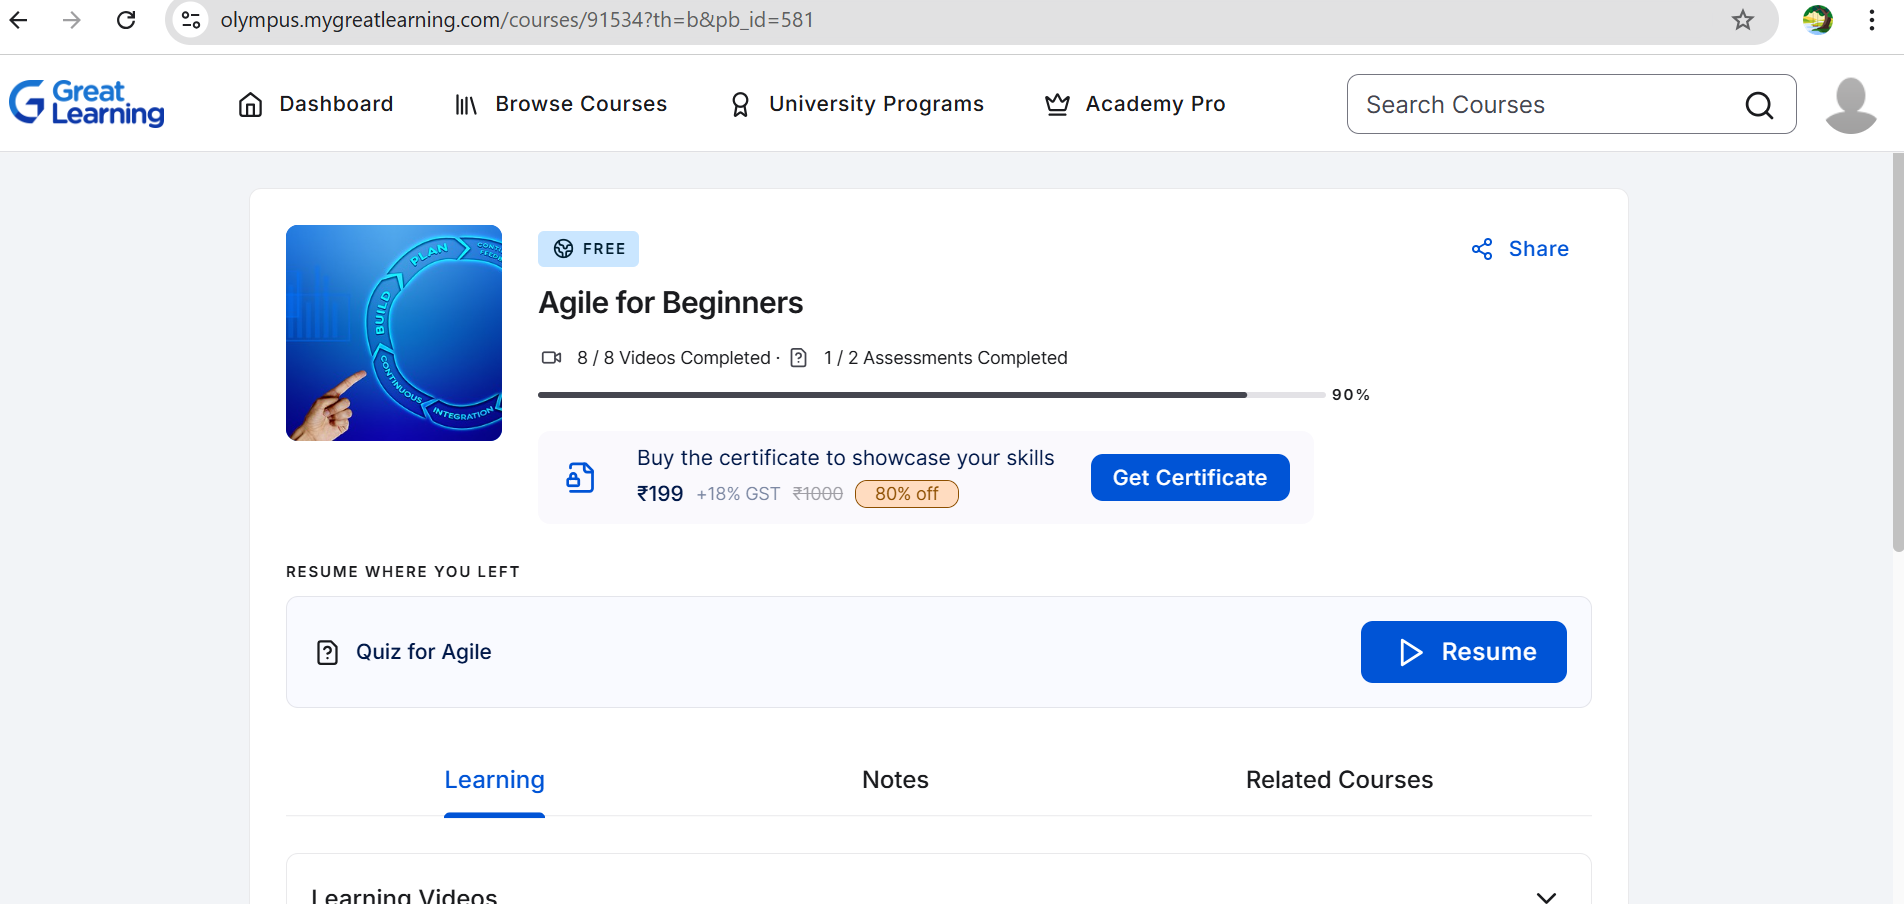 olympus.mygreatlearning.com/courses/91534?th=b&pb_id=581
Great Learning
Dashboard
Browse Courses
University Programs
Academy Pro
Search Courses
PLAN
BUILD
CONTINUOUS
INTEGRATION
FREE
Share
Agile for Beginners
8 / 8 Videos Completed · 1 / 2 Assessments Completed
90%
Buy the certificate to showcase your skills
₹199 +18% GST ₹1000 80% off
Get Certificate
RESUME WHERE YOU LEFT
Quiz for Agile
Resume
Learning
Notes
Related Courses
Learning Videos